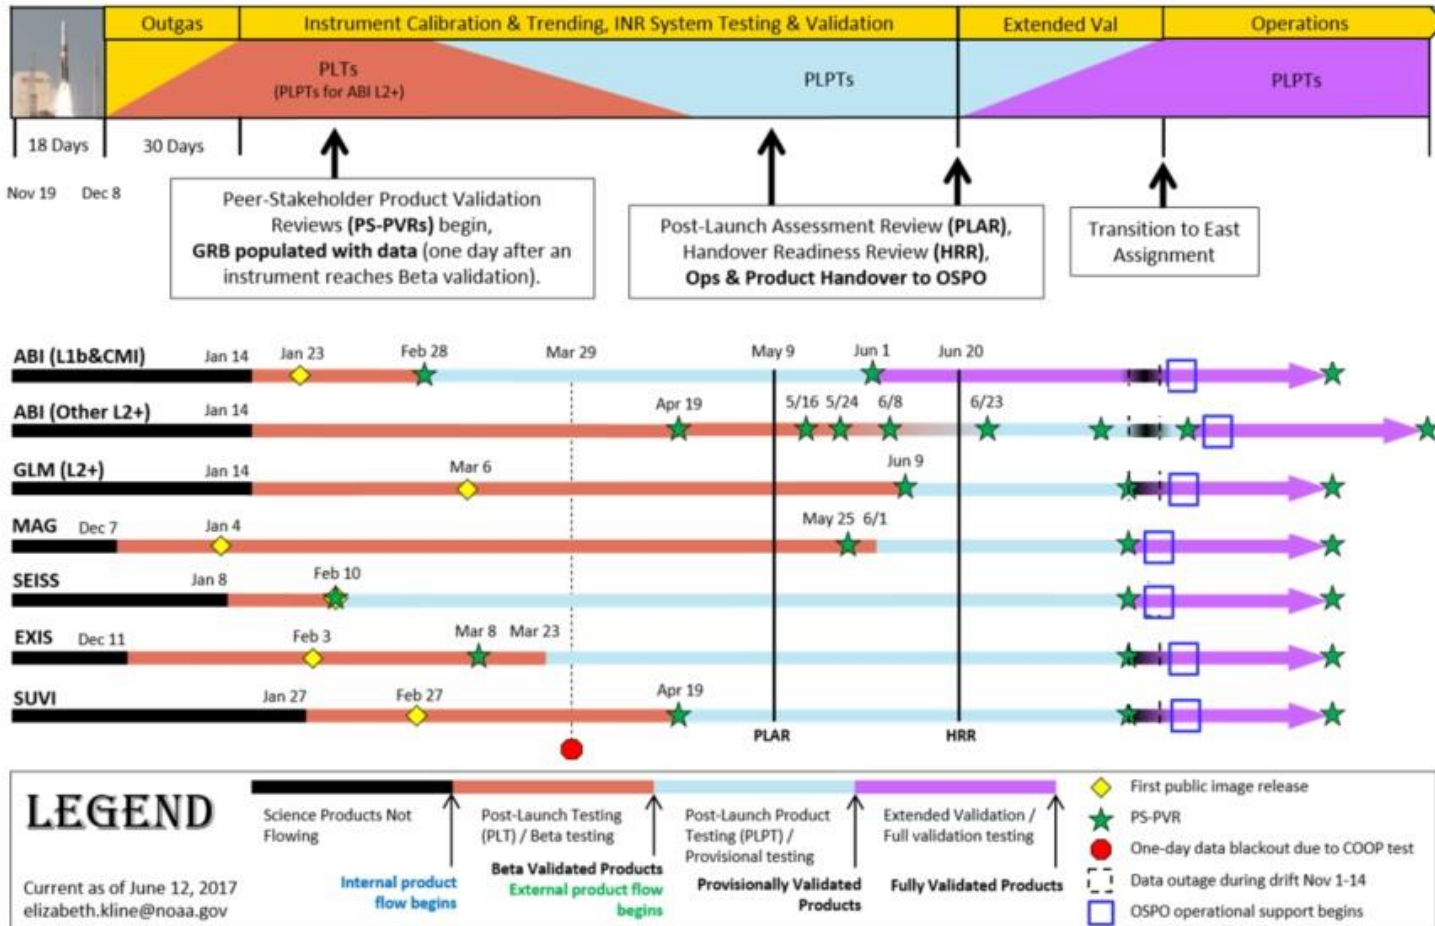 Outgas
Instrument Calibration & Trending, INR System Testing & Validation
Extended Val
Operations
PLTs
(PLPTs for ABI L2+)
PLPTs
PLPTs
18 Days
30 Days
Nov 19
Dec 8
Peer-Stakeholder Product Validation
Reviews (PS-PVRs) begin,
GRB populated with data (one day after an
instrument reaches Beta validation).
Post-Launch Assessment Review (PLAR),
Handover Readiness Review (HRR),
Ops & Product Handover to OSPO
Transition to East
Assignment
ABI (L1b&CMI)
Jan 14
Jan 23
Feb 28
Mar 29
May 9
Jun 1
Jun 20
ABI (Other L2+)
Jan 14
Apr 19
5/16
5/24
6/8
6/23
GLM (L2+)
Jan 14
Mar 6
Jun 9
MAG
Dec 7
Jan 4
May 25
6/1
SEISS
Jan 8
Feb 10
EXIS
Dec 11
Feb 3
Mar 8
Mar 23
SUVI
Jan 27
Feb 27
Apr 19
PLAR
HRR
LEGEND
Current as of June 12, 2017
elizabeth.kline@noaa.gov
Science Products Not
Flowing
Internal product
flow begins
Post-Launch Testing
(PLT) / Beta testing
Beta Validated Products
External product flow
begins
Post-Launch Product
Testing (PLPT) /
Provisional testing
Provisionally Validated
Products
Extended Validation /
Full validation testing
Fully Validated Products
First public image release
PS-PVR
One-day data blackout due to COOP test
Data outage during drift Nov 1-14
OSPO operational support begins